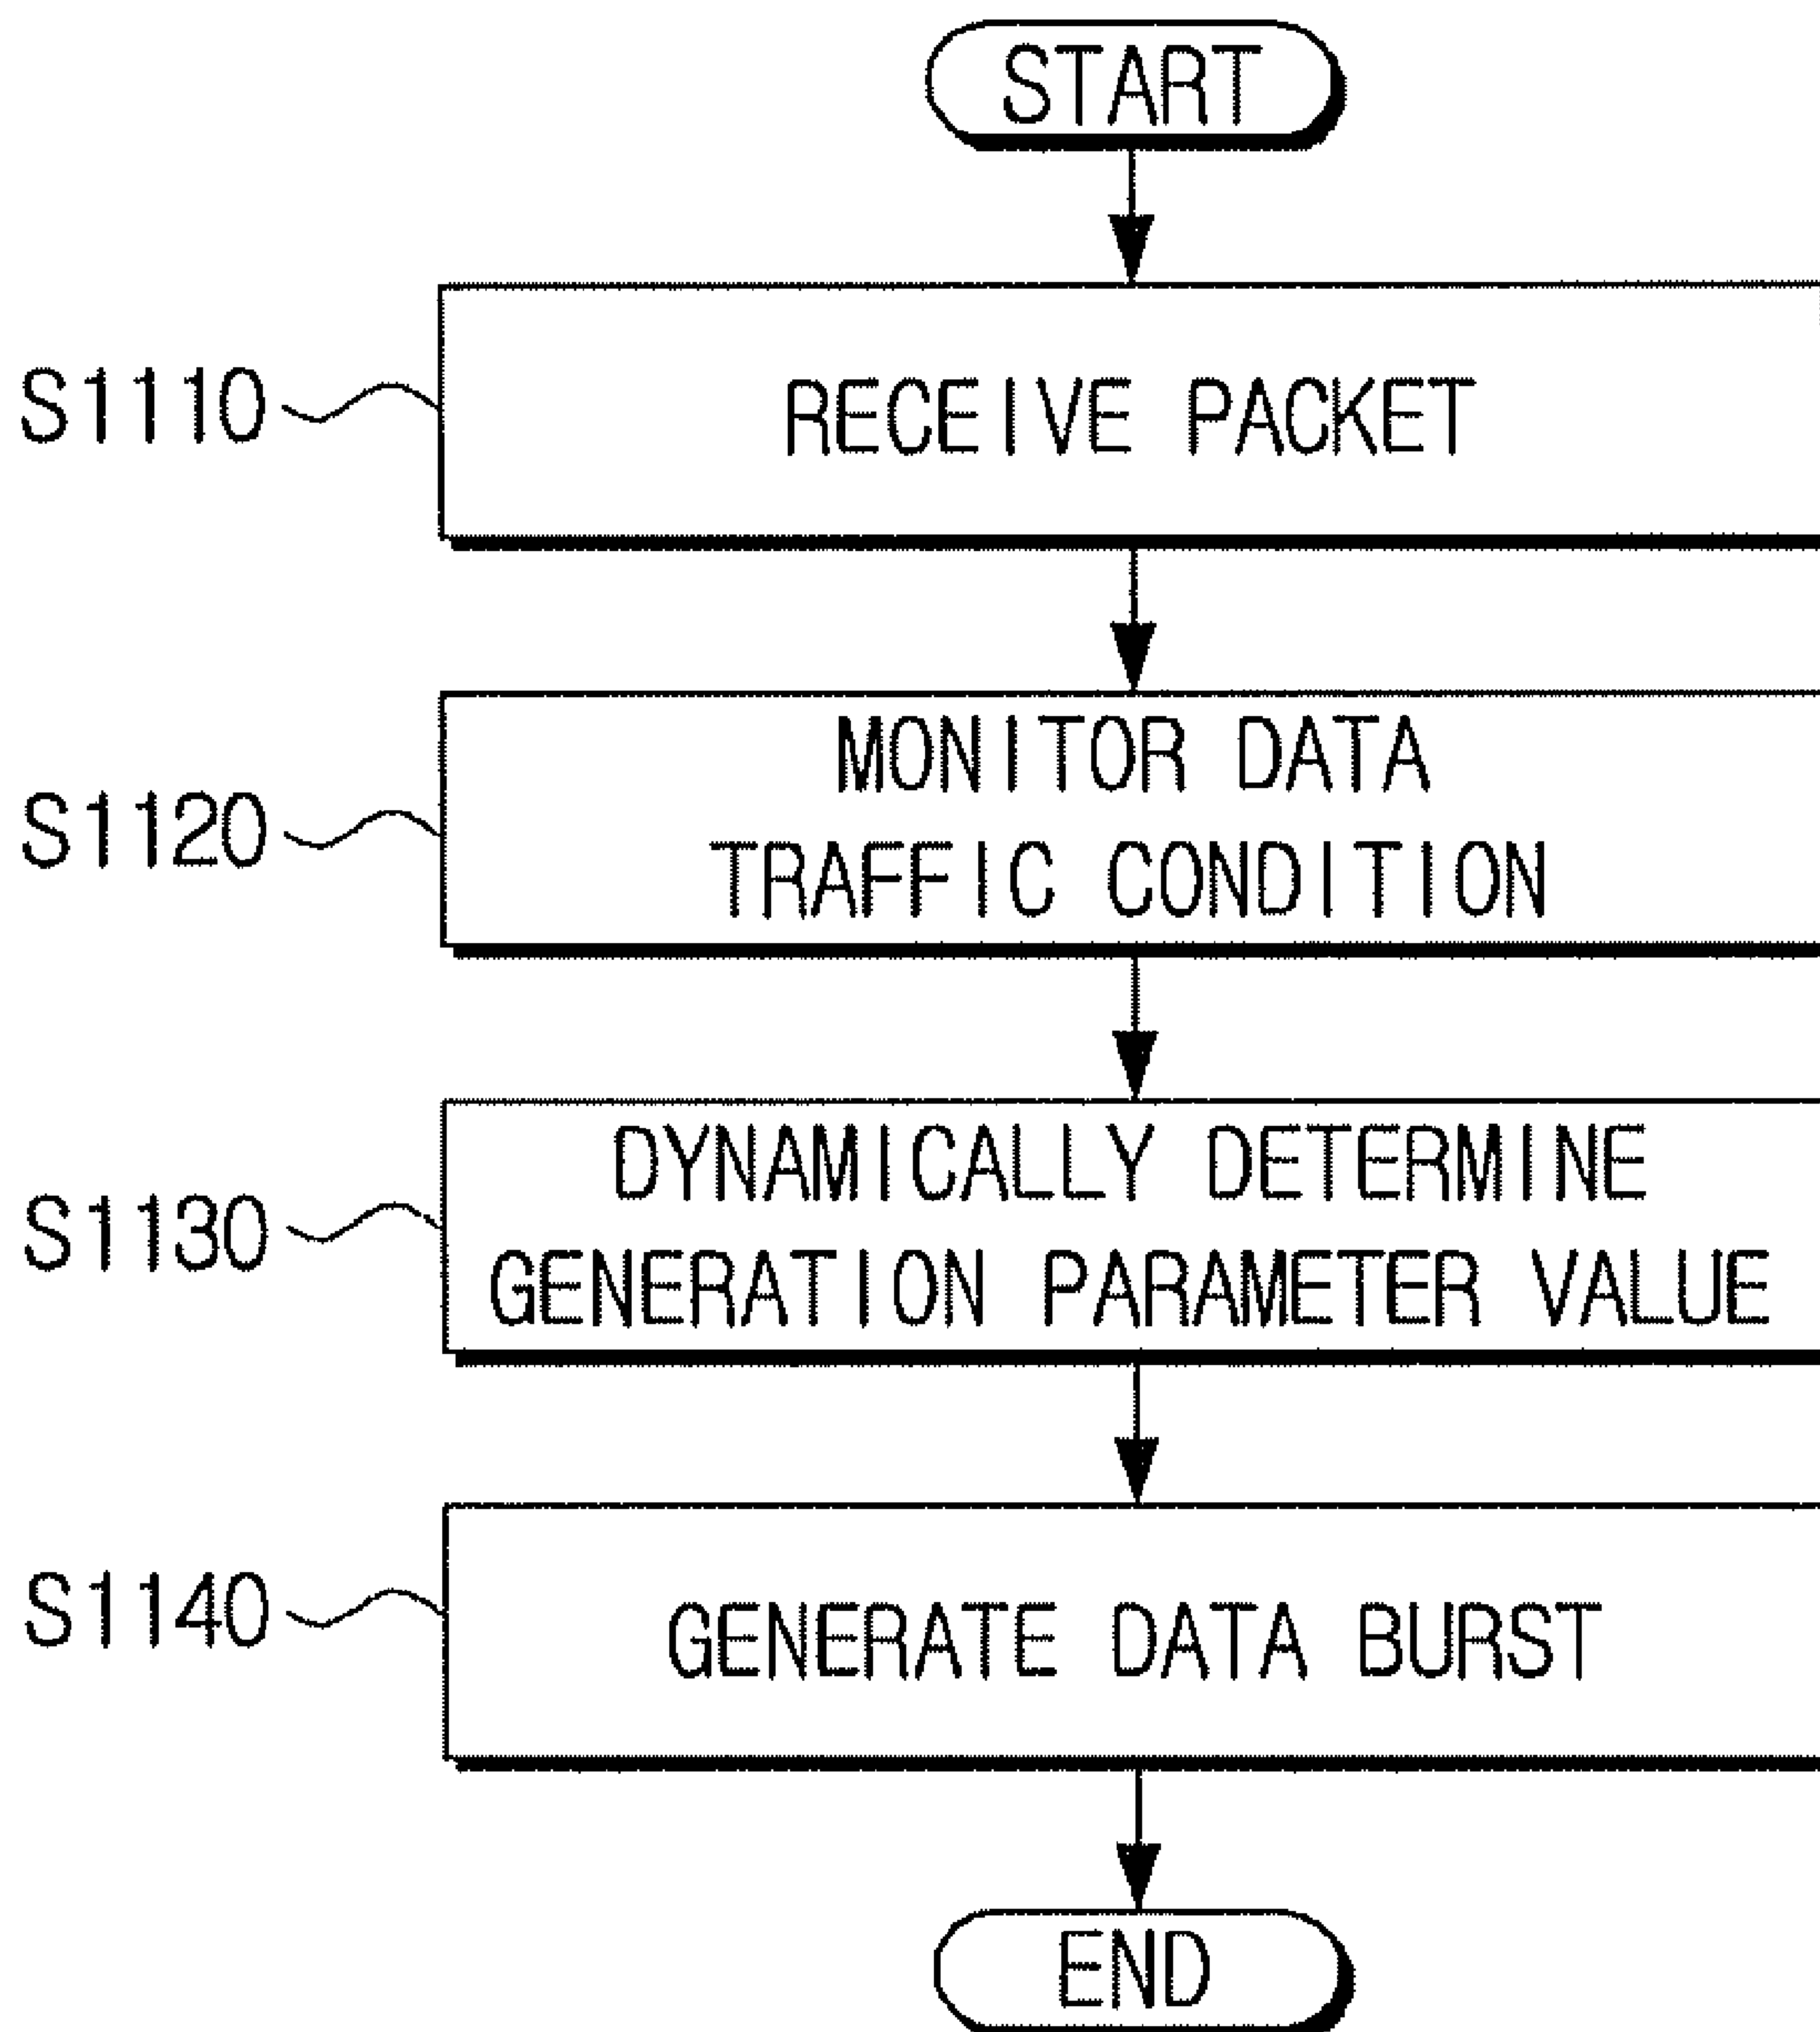 START
S1110
RECEIVE PACKET
S1120
MONITOR DATA
TRAFFIC CONDITION
S1130
DYNAMICALLY DETERMINE
GENERATION PARAMETER VALUE
S1140
GENERATE DATA BURST
END